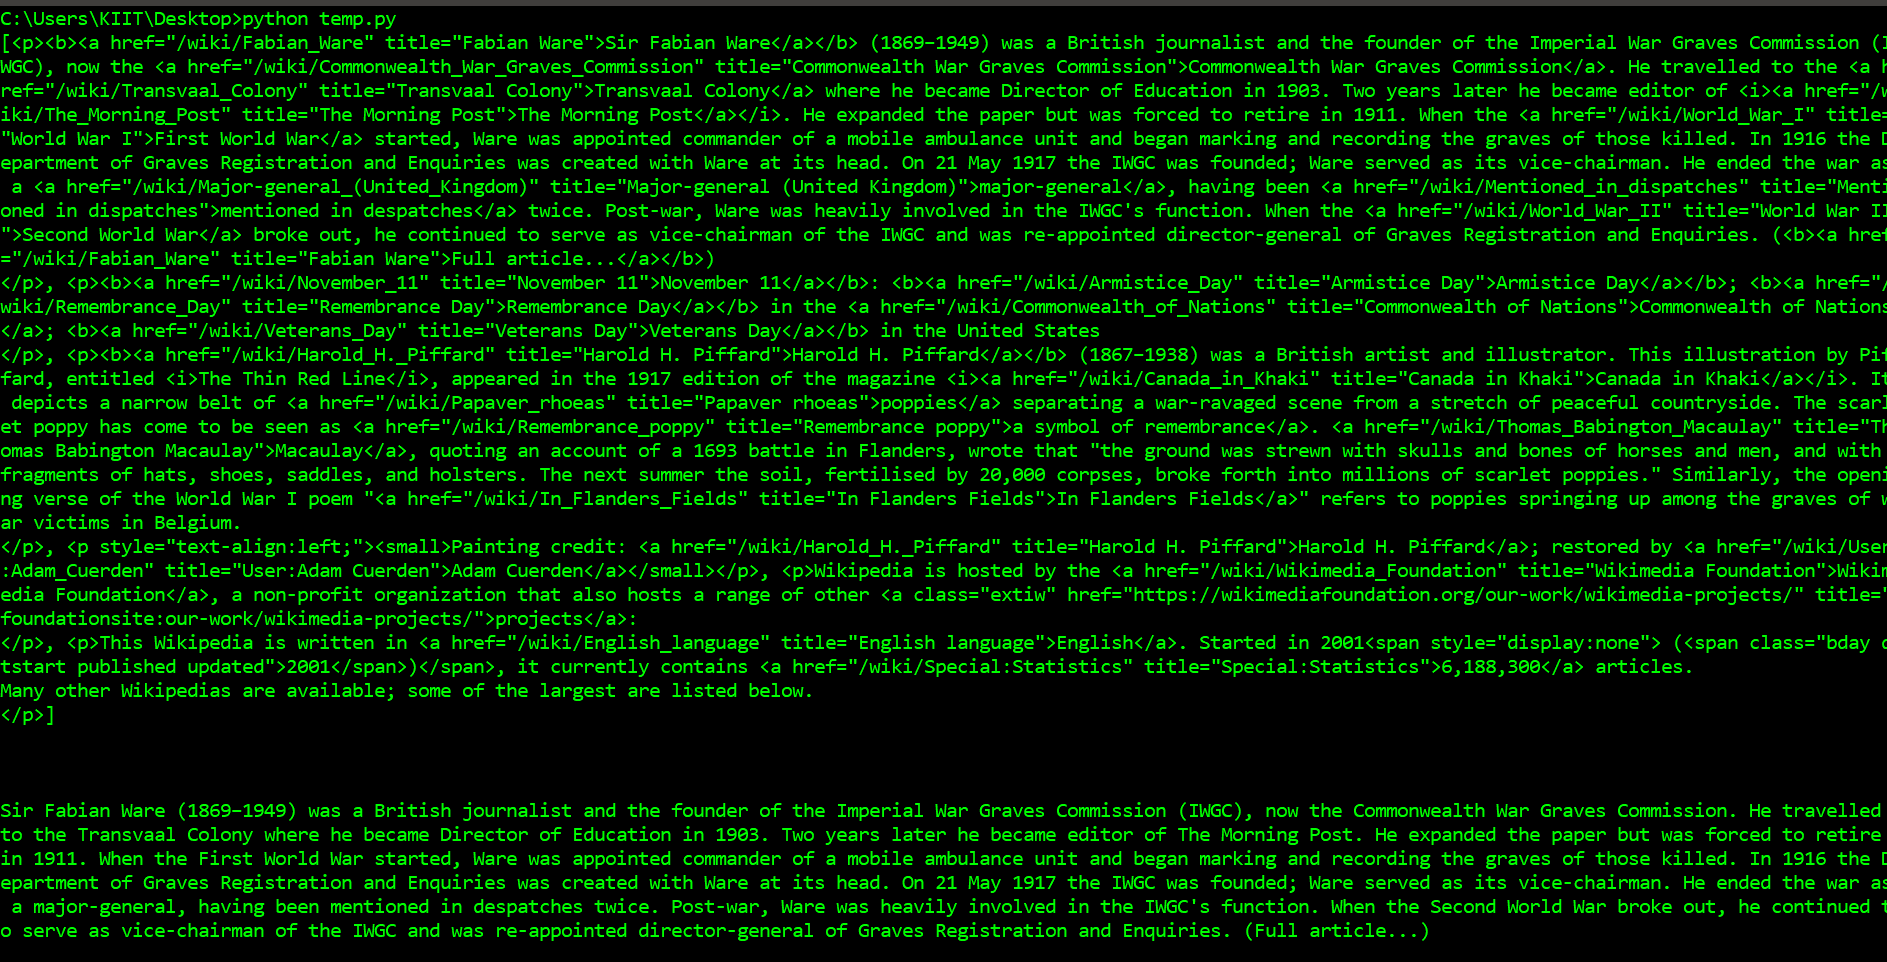 C:\Users\KIIT\Desktop>python temp.py
[<p><b><a href="/wiki/Fabian_Ware" title="Fabian Ware">Sir Fabian Ware</a></b> (1869–1949) was a British journalist and the founder of the Imperial War Graves Commission (I
WGC), now the <a href="/wiki/Commonwealth_War_Graves_Commission" title="Commonwealth War Graves Commission">Commonwealth War Graves Commission</a>. He travelled to the <a h
ref="/wiki/Transvaal_Colony" title="Transvaal Colony">Transvaal Colony</a> where he became Director of Education in 1903. Two years later he became editor of <i><a href="/w
iki/The_Morning_Post" title="The Morning Post">The Morning Post</a></i>. He expanded the paper but was forced to retire in 1911. When the <a href="/wiki/World_War_I" title=
"World War I">First World War</a> started, Ware was appointed commander of a mobile ambulance unit and began marking and recording the graves of those killed. In 1916 the D
epartment of Graves Registration and Enquiries was created with Ware at its head. On 21 May 1917 the IWGC was founded; Ware served as its vice-chairman. He ended the war as
a <a href="/wiki/Major-general_(United_Kingdom)" title="Major-general (United Kingdom)">major-general</a>, having been <a href="/wiki/Mentioned_in_dispatches" title="Menti
oned in dispatches">mentioned in despatches</a> twice. Post-war, Ware was heavily involved in the IWGC's function. When the <a href="/wiki/World_War_II" title="World War II
">Second World War</a> broke out, he continued to serve as vice-chairman of the IWGC and was re-appointed director-general of Graves Registration and Enquiries. (<b><a href
="/wiki/Fabian_Ware" title="Fabian Ware">Full article...</a></b>)
</p>, <p><b><a href="/wiki/November_11" title="November 11">November 11</a></b>: <b><a href="/wiki/Armistice_Day" title="Armistice Day">Armistice Day</a></b>; <b><a href="/
wiki/Remembrance_Day" title="Remembrance Day">Remembrance Day</a></b> in the <a href="/wiki/Commonwealth_of_Nations" title="Commonwealth of Nations">Commonwealth of Nations
</a>; <b><a href="/wiki/Veterans_Day" title="Veterans Day">Veterans Day</a></b> in the United States
</p>, <p><b><a href="/wiki/Harold_H._Piffard" title="Harold H. Piffard">Harold H. Piffard</a></b> (1867–1938) was a British artist and illustrator. This illustration by Pif
fard, entitled <i>The Thin Red Line</i>, appeared in the 1917 edition of the magazine <i><a href="/wiki/Canada_in_Khaki" title="Canada in Khaki">Canada in Khaki</a></i>. It
depicts a narrow belt of <a href="/wiki/Papaver_rhoeas" title="Papaver rhoeas">poppies</a> separating a war-ravaged scene from a stretch of peaceful countryside. The scarl
et poppy has come to be seen as <a href="/wiki/Remembrance_poppy" title="Remembrance poppy">a symbol of remembrance</a>. <a href="/wiki/Thomas_Babington_Macaulay" title="Th
omas Babington Macaulay">Macaulay</a>, quoting an account of a 1693 battle in Flanders, wrote that "the ground was strewn with skulls and bones of horses and men, and with
fragments of hats, shoes, saddles, and holsters. The next summer the soil, fertilised by 20,000 corpses, broke forth into millions of scarlet poppies." Similarly, the openi
ng verse of the World War I poem "<a href="/wiki/In_Flanders_Fields" title="In Flanders Fields">In Flanders Fields</a>" refers to poppies springing up among the graves of w
ar victims in Belgium.
</p>, <p style="text-align:left;"><small>Painting credit: <a href="/wiki/Harold_H._Piffard" title="Harold H. Piffard">Harold H. Piffard</a>; restored by <a href="/wiki/User
:Adam_Cuerden" title="User:Adam Cuerden">Adam Cuerden</a></small></p>, <p>Wikipedia is hosted by the <a href="/wiki/Wikimedia_Foundation" title="Wikimedia Foundation">Wikim
edia Foundation</a>, a non-profit organization that also hosts a range of other <a class="extiw" href="https://wikimediafoundation.org/our-work/wikimedia-projects/" title="
foundationsite:our-work/wikimedia-projects/">projects</a>:
</p>, <p>This Wikipedia is written in <a href="/wiki/English_language" title="English language">English</a>. Started in 2001<span style="display:none"> (<span class="bday d
tstart published updated">2001</span>)</span>, it currently contains <a href="/wiki/Special:Statistics" title="Special:Statistics">6,188,300</a> articles.
Many other Wikipedias are available; some of the largest are listed below.
</p>]
Sir Fabian Ware (1869–1949) was a British journalist and the founder of the Imperial War Graves Commission (IWGC), now the Commonwealth War Graves Commission. He travelled
to the Transvaal Colony where he became Director of Education in 1903. Two years later he became editor of The Morning Post. He expanded the paper but was forced to retire
in 1911. When the First World War started, Ware was appointed commander of a mobile ambulance unit and began marking and recording the graves of those killed. In 1916 the D
epartment of Graves Registration and Enquiries was created with Ware at its head. On 21 May 1917 the IWGC was founded; Ware served as its vice-chairman. He ended the war as
a major-general, having been mentioned in despatches twice. Post-war, Ware was heavily involved in the IWGC's function. When the Second World War broke out, he continued t
o serve as vice-chairman of the IWGC and was re-appointed director-general of Graves Registration and Enquiries. (Full article...)